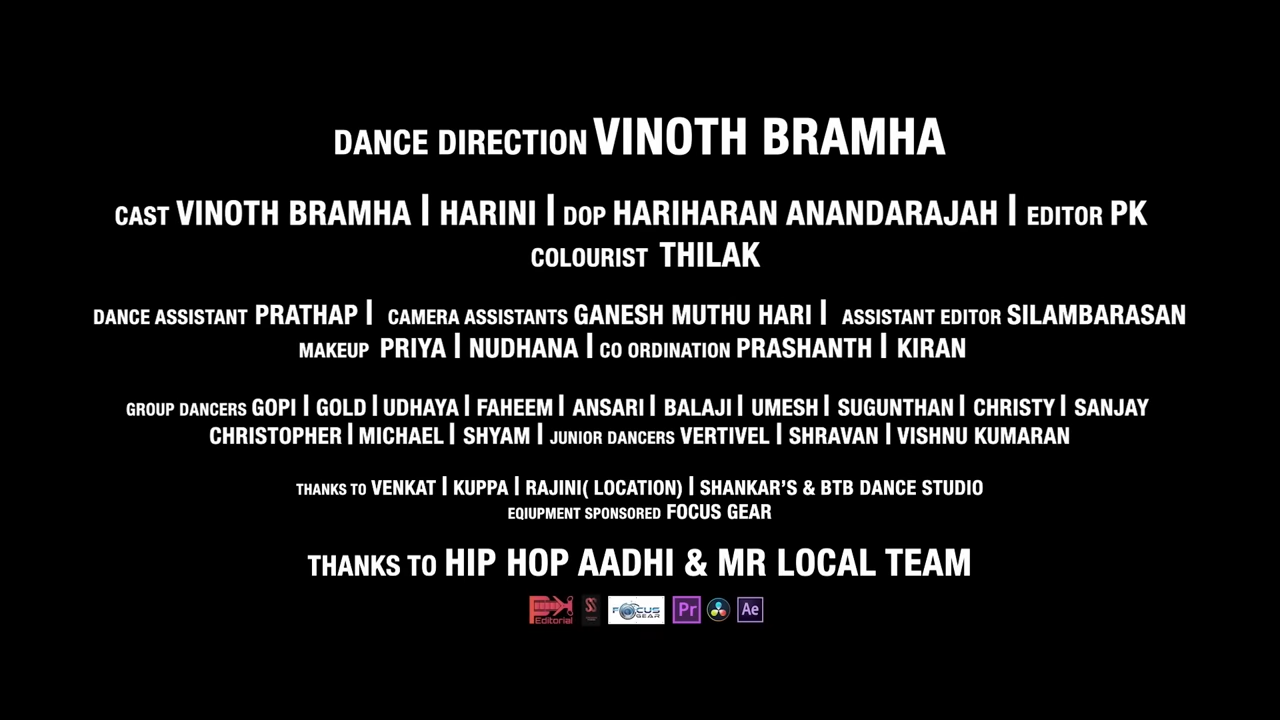 DANCE DIRECTION VINOTH BRAMHA
CAST VINOTH BRAMHA | HARINI | DOP HARIHARAN ANANDARAJAH | EDITOR PK
COLOURIST THILAK
DANCE ASSISTANT PRATHAP | CAMERA ASSISTANTS GANESH MUTHU HARI | ASSISTANT EDITOR SILAMBARASAN
MAKEUP PRIYA | NUDHANA | CO ORDINATION PRASHANTH | KIRAN
GROUP DANCERS GOPI | GOLD | UDHAYA | FAHEEM | ANSARI | BALAJI | UMESH | SUGUNTHAN | CHRISTY | SANJAY
CHRISTOPHER | MICHAEL | SHYAM | JUNIOR DANCERS VERTIVEL | SHRAVAN | VISHNU KUMARAN
THANKS TO VENKAT | KUPPA | RAJINI( LOCATION) | SHANKAR'S & BTB DANCE STUDIO
EQIUPMENT SPONSORED FOCUS GEAR
THANKS TO HIP HOP AADHI & MR LOCAL TEAM
PK Editorial SS FOCUS GEAR Pr Ae